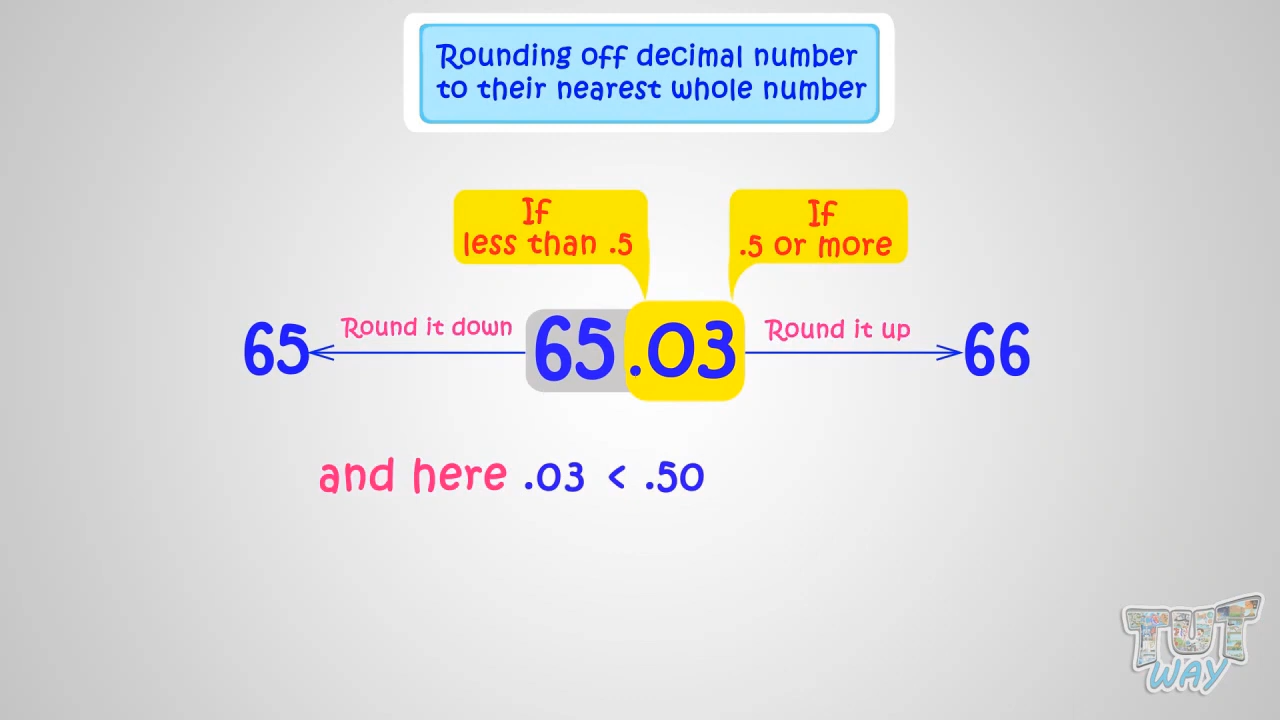 Rounding off decimal number
to their nearest whole number
If
less than .5
If
.5 or more
65
Round it down
65.03
Round it up
66
and here .03 < .50
TUT
WAY